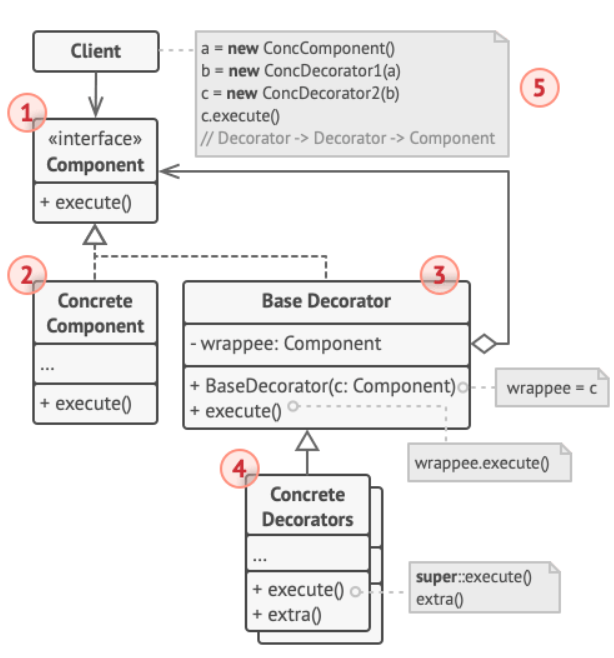 Client
a = new ConcComponent()
b = new ConcDecorator1(a)
c = new ConcDecorator2(b)
c.execute()
// Decorator -> Decorator -> Component
5
1
«interface»
Component
+ execute()
2
Concrete
Component
...
+ execute()
3
Base Decorator
- wrappee: Component
+ BaseDecorator(c: Component)
+ execute()
wrappee = c
wrappee.execute()
4
Concrete
Decorators
...
+ execute()
+ extra()
super::execute()
extra()